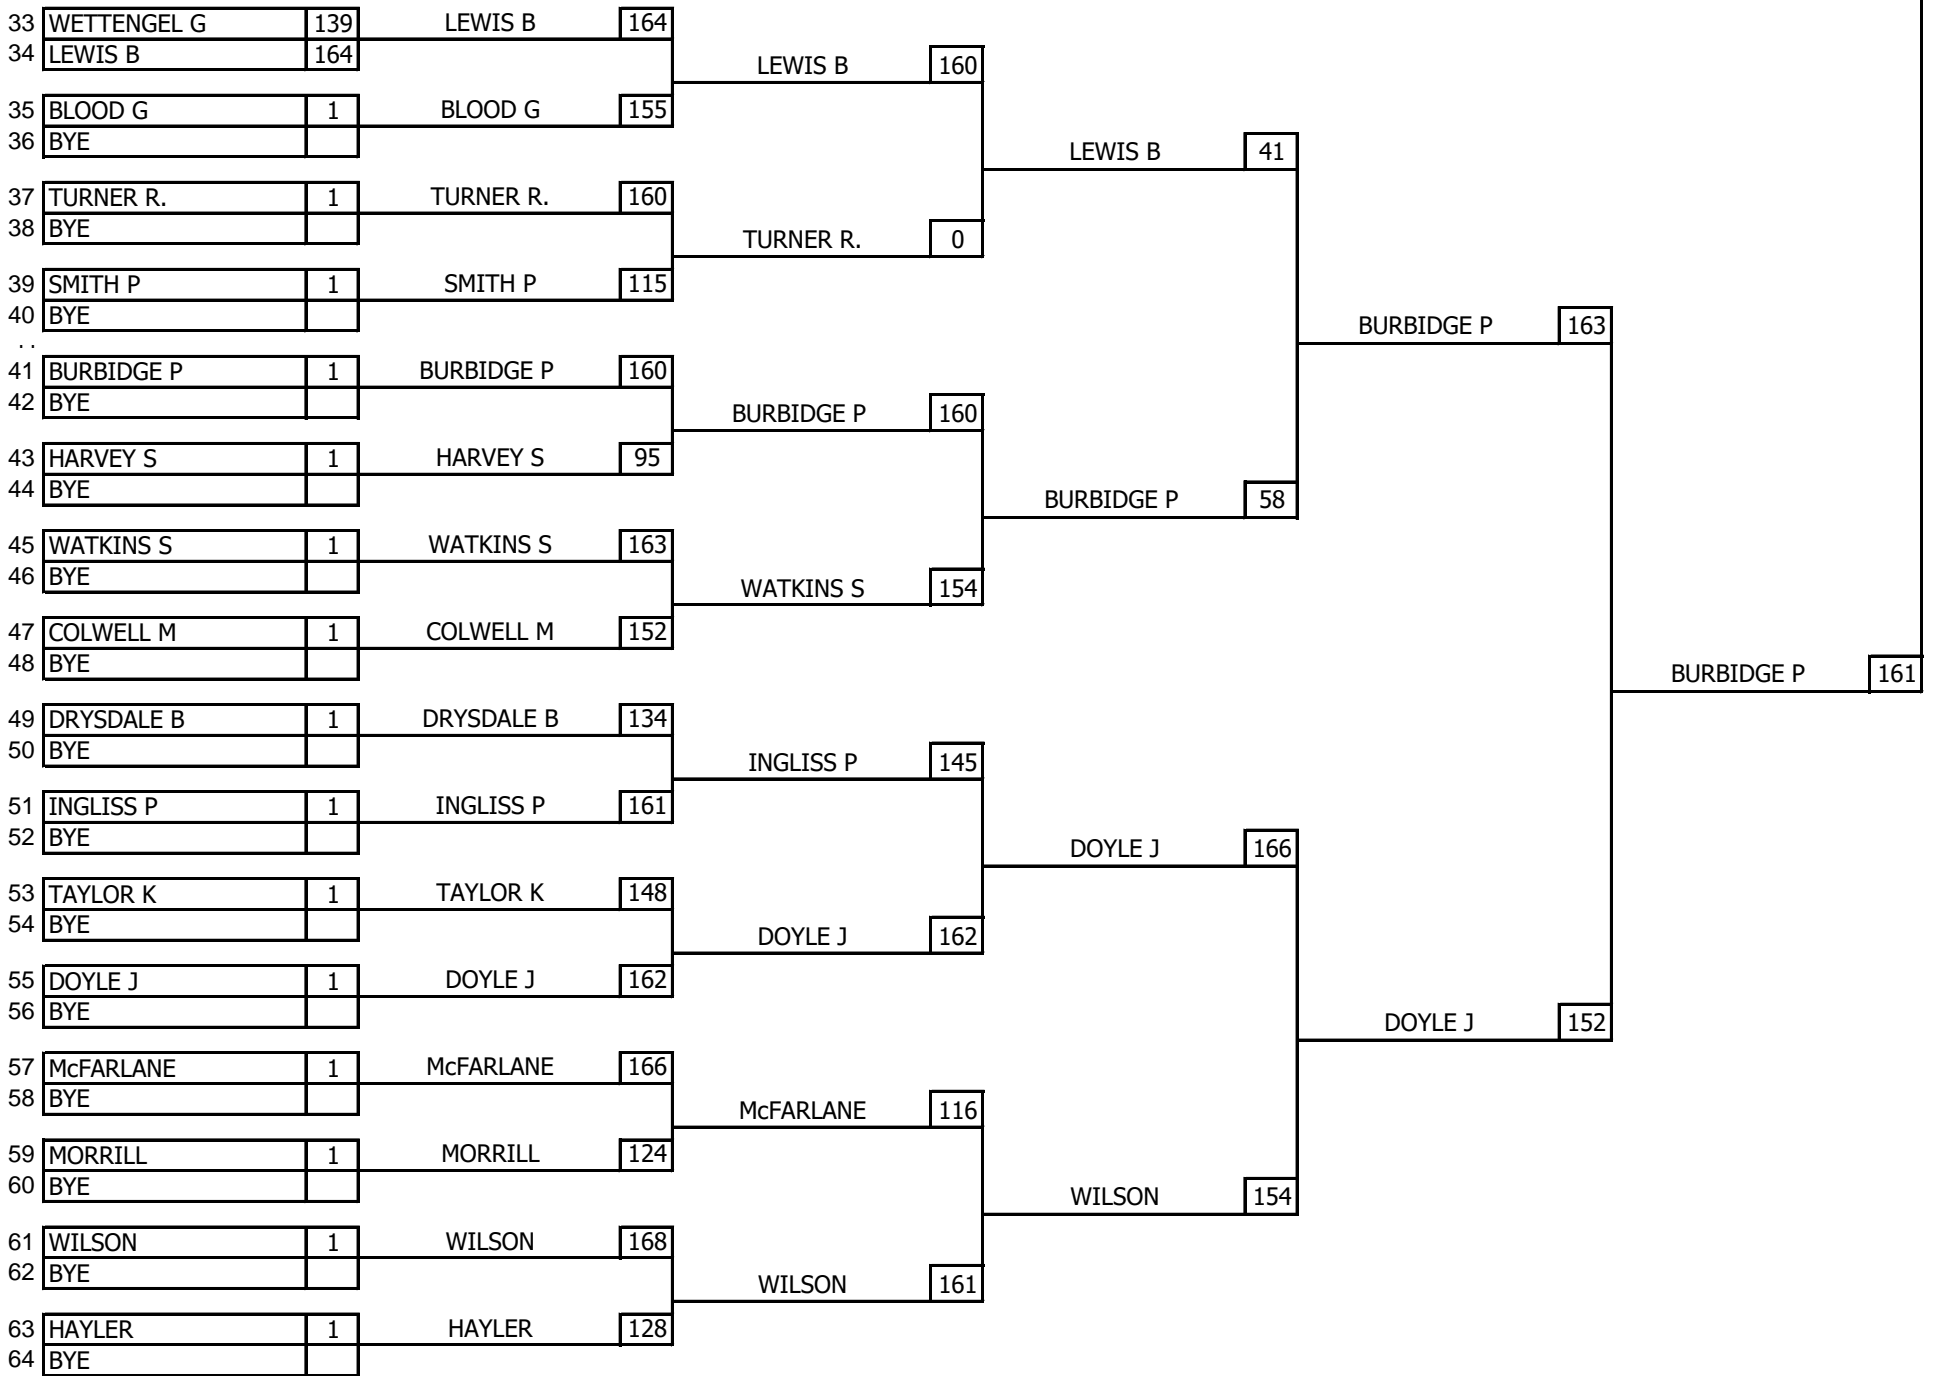 33 WETTENGEL G 139 LEWIS B 164
34 LEWIS B 164
LEWIS B 160
35 BLOOD G 1 BLOOD G 155
36 BYE
LEWIS B 41
37 TURNER R. 1 TURNER R. 160
38 BYE
TURNER R. 0
39 SMITH P 1 SMITH P 115
40 BYE
BURBIDGE P 163
. .
41 BURBIDGE P 1 BURBIDGE P 160
42 BYE
BURBIDGE P 160
43 HARVEY S 1 HARVEY S 95
44 BYE
BURBIDGE P 58
45 WATKINS S 1 WATKINS S 163
46 BYE
WATKINS S 154
47 COLWELL M 1 COLWELL M 152
48 BYE
BURBIDGE P 161
49 DRYSDALE B 1 DRYSDALE B 134
50 BYE
INGLISS P 145
51 INGLISS P 1 INGLISS P 161
52 BYE
DOYLE J 166
53 TAYLOR K 1 TAYLOR K 148
54 BYE
DOYLE J 162
55 DOYLE J 1 DOYLE J 162
56 BYE
DOYLE J 152
57 McFARLANE 1 McFARLANE 166
58 BYE
McFARLANE 116
59 MORRILL 1 MORRILL 124
60 BYE
WILSON 154
61 WILSON 1 WILSON 168
62 BYE
WILSON 161
63 HAYLER 1 HAYLER 128
64 BYE